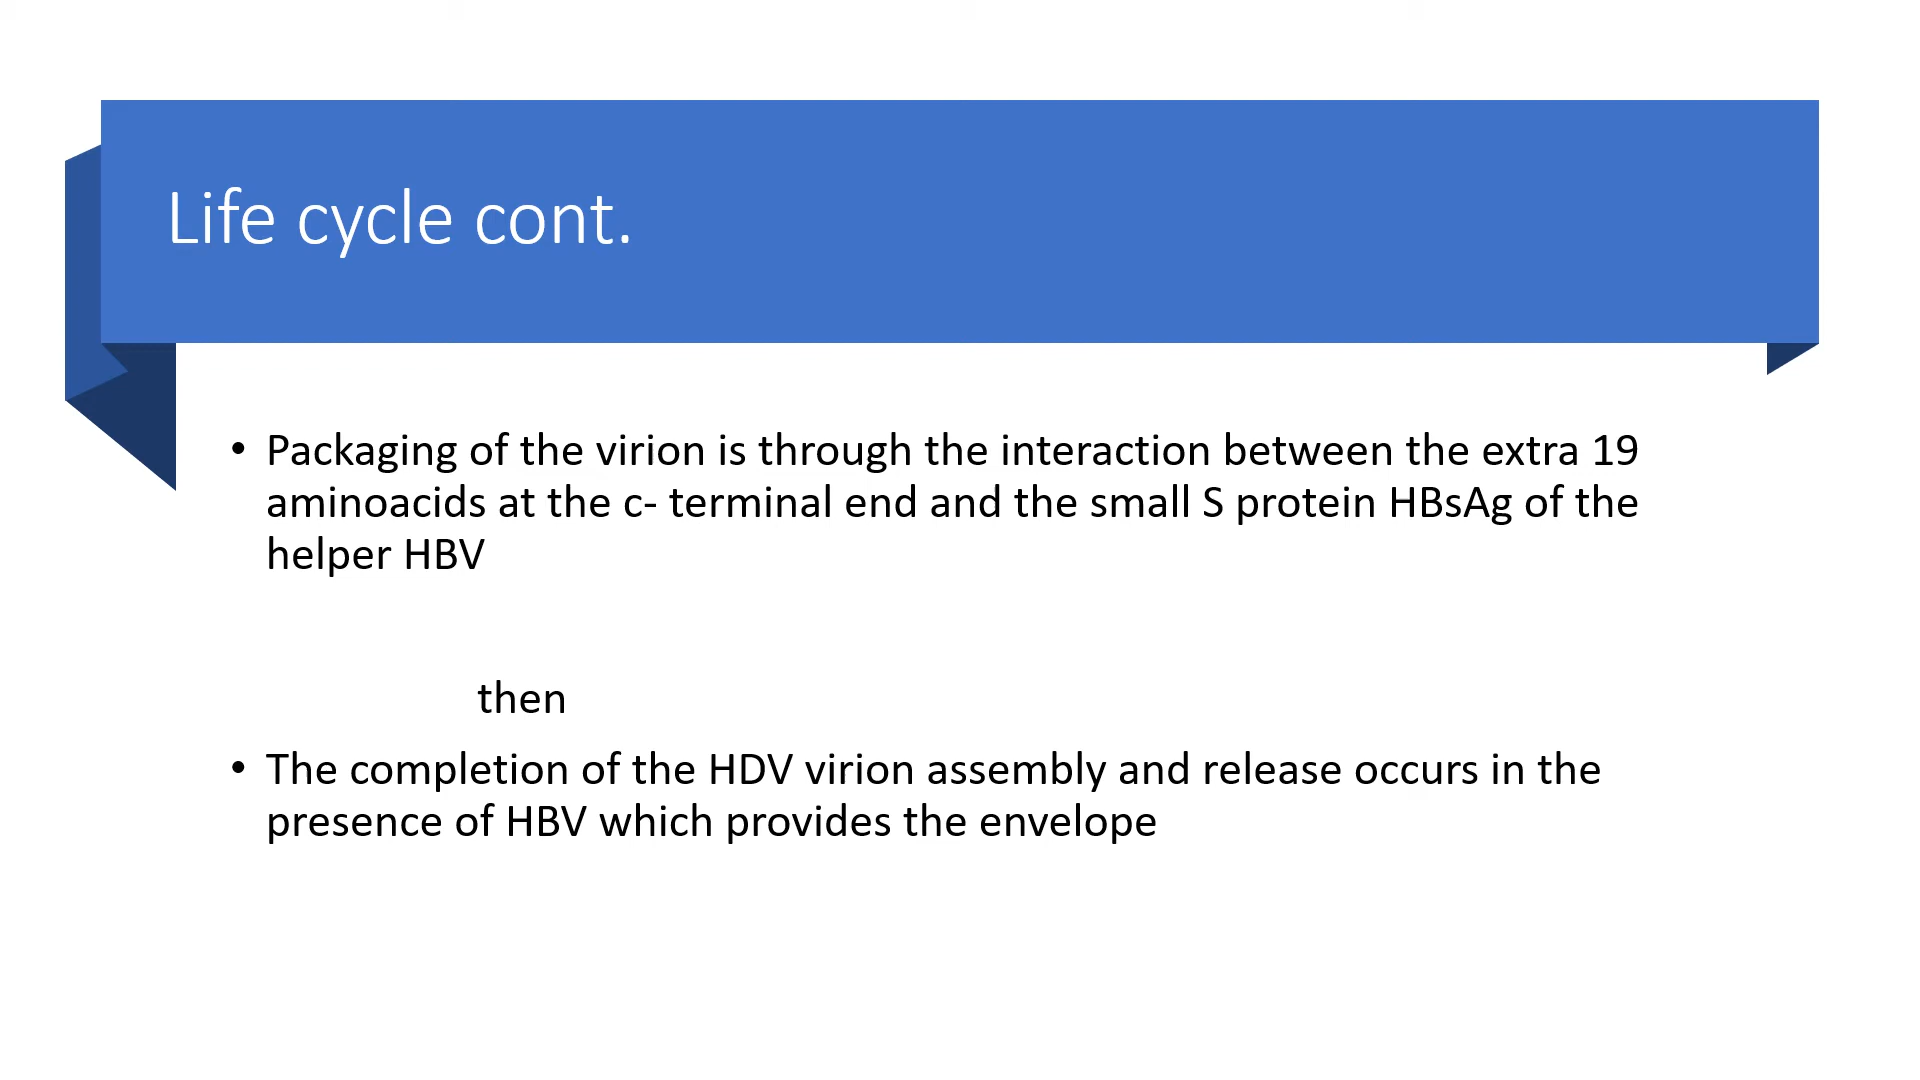 Life cycle cont.
• Packaging of the virion is through the interaction between the extra 19
aminoacids at the c- terminal end and the small S protein HBsAg of the
helper HBV
then
• The completion of the HDV virion assembly and release occurs in the
presence of HBV which provides the envelope